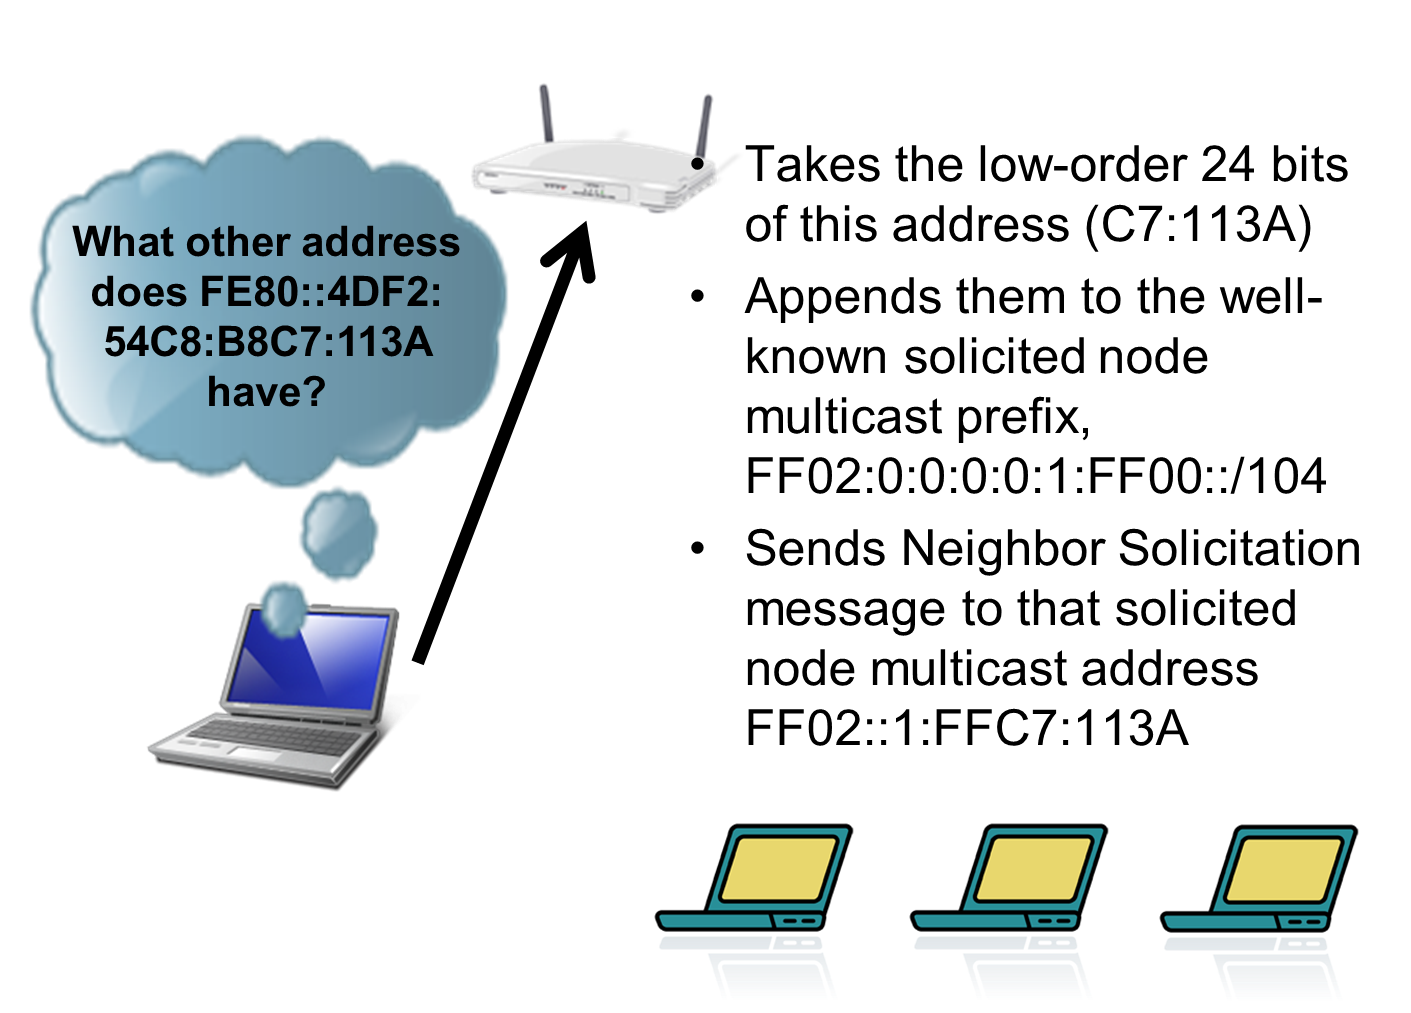 What other address
does FE80::4DF2:
54C8:B8C7:113A
have?
• Takes the low-order 24 bits
of this address (C7:113A)
• Appends them to the well-
known solicited node
multicast prefix,
FF02:0:0:0:0:1:FF00::/104
• Sends Neighbor Solicitation
message to that solicited
node multicast address
FF02::1:FFC7:113A